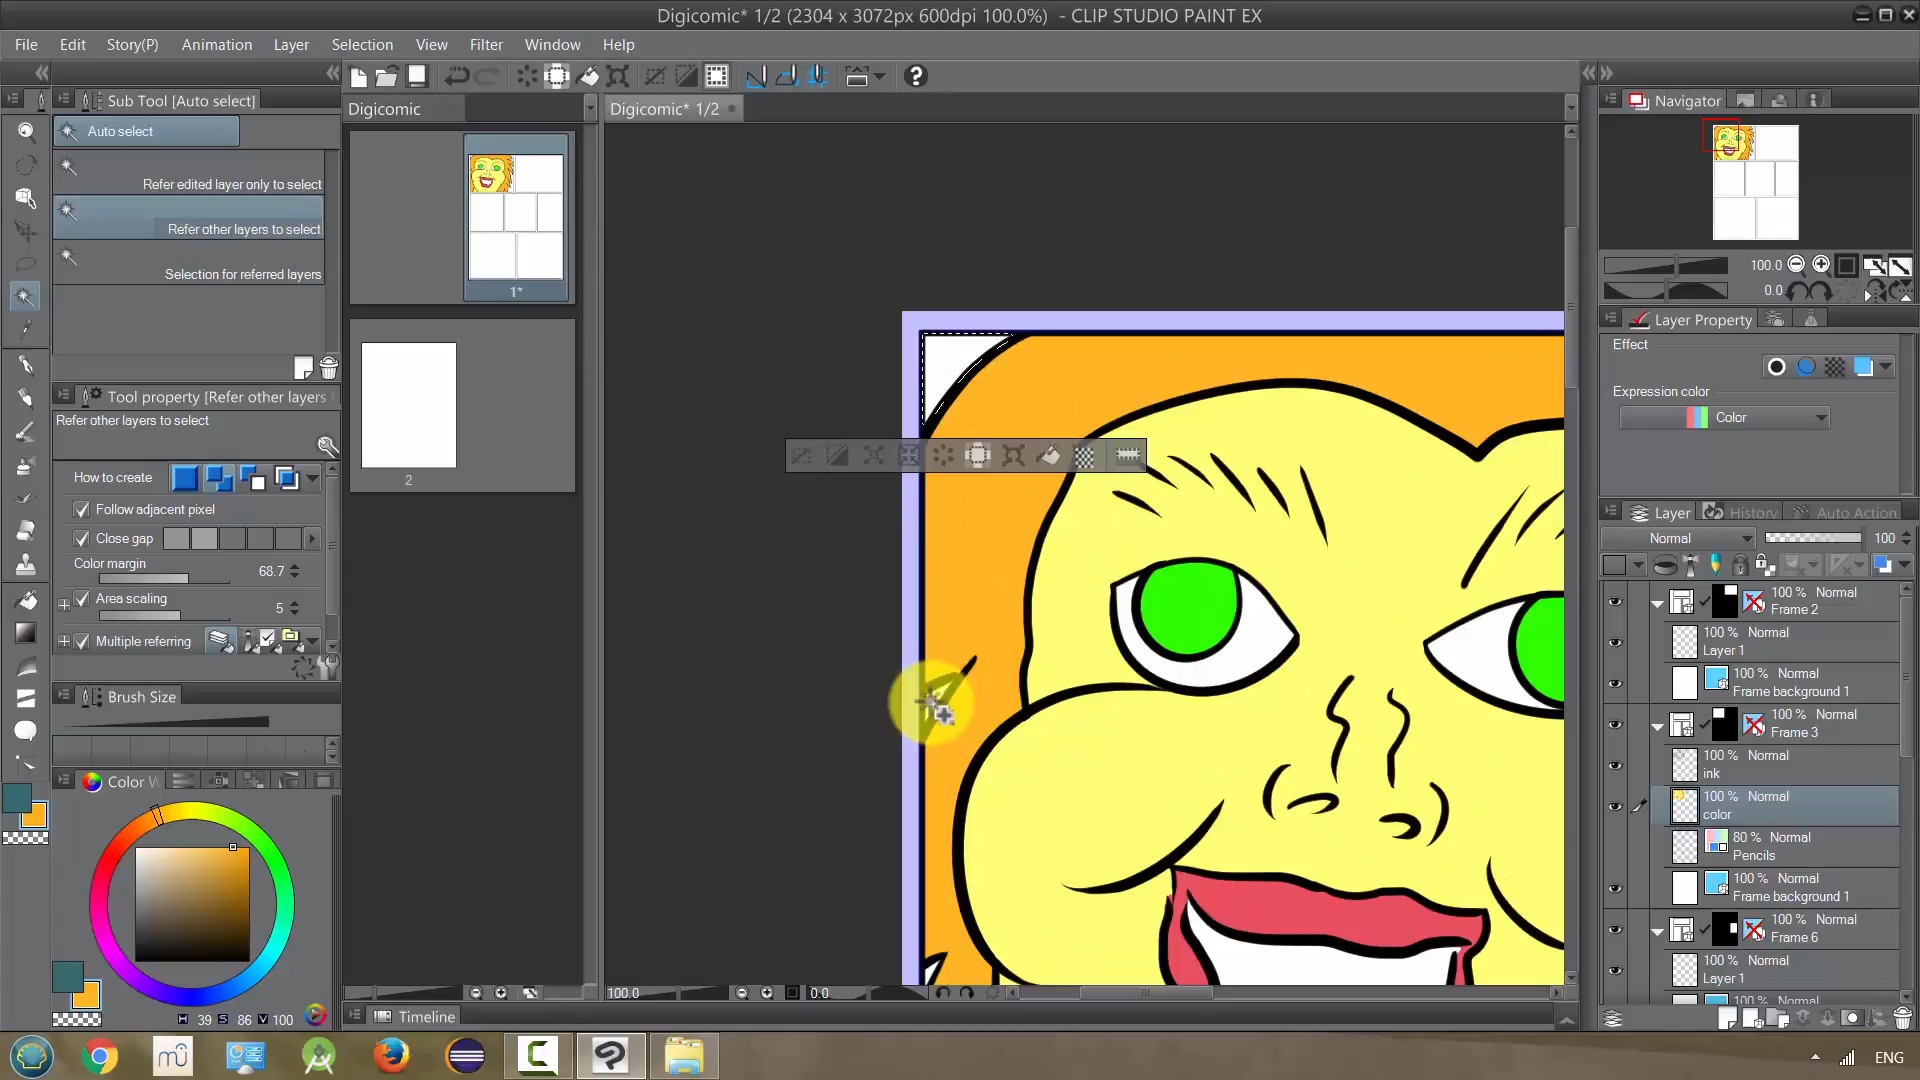 Digicomic* 1/2 (2304 x 3072px 600dpi 100.0%) - CLIP STUDIO PAINT EX
File Edit Story(P) Animation Layer Selection View Filter Window Help
Sub Tool [Auto select]
Auto select
Refer edited layer only to select
Refer other layers to select
Selection for referred layers
Tool property [Refer other layers
Refer other layers to select
How to create
Follow adjacent pixel
Close gap
Color margin
68.7
Area scaling
5
Multiple referring
Brush Size
Color W
H 39 S 86 V 100
Digicomic
1*
2
Digicomic* 1/2
100.0
0.0
Timeline
Navigator
100.0
0.0
Layer Property
Effect
Expression color
Color
Layer
History
Auto Action
Normal
100
100 % Normal
Frame 2
100 % Normal
Layer 1
100 % Normal
Frame background 1
100 % Normal
Frame 3
100 % Normal
ink
100 % Normal
color
80 % Normal
Pencils
100 % Normal
Frame background 1
100 % Normal
Frame 6
100 % Normal
Layer 1
100 % Normal
ENG